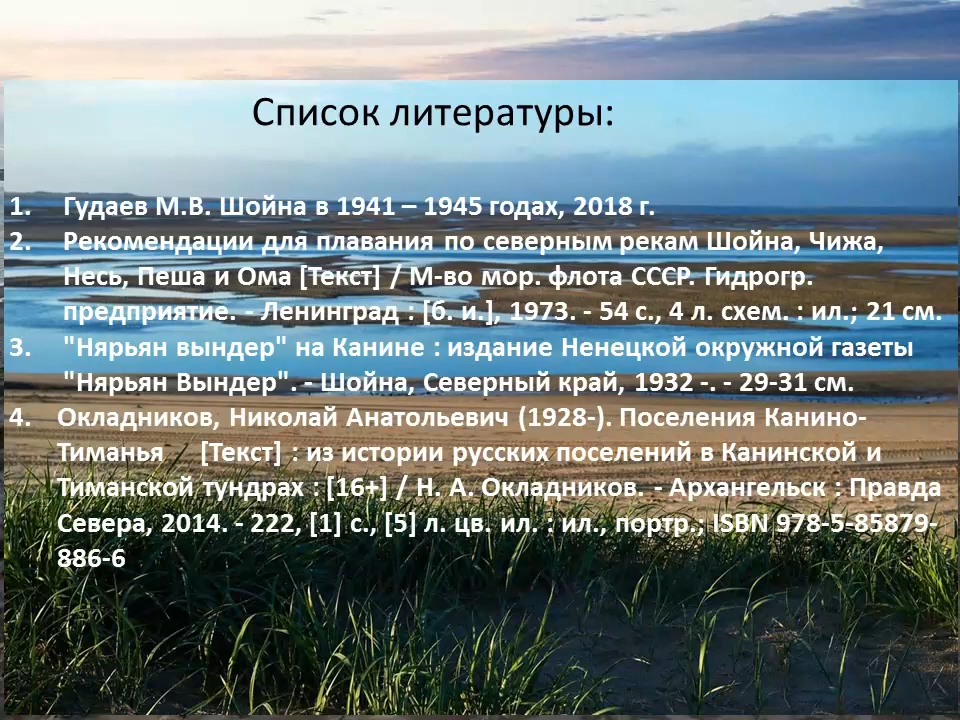 Список литературы:
1. Гудаев М.В. Шойна в 1941 – 1945 годах, 2018 г.
2. Рекомендации для плавания по северным рекам Шойна, Чижа,
Несь, Пеша и Ома [Текст] / М-во мор. флота СССР. Гидрогр.
предприятие. - Ленинград : [б. и.], 1973. - 54 с., 4 л. схем. : ил.; 21 см.
3. "Нярьян вындер" на Канине : издание Ненецкой окружной газеты
"Нярьян Вындер". - Шойна, Северный край, 1932 -. - 29-31 см.
4. Окладников, Николай Анатольевич (1928-). Поселения Канино-
Тиманья [Текст] : из истории русских поселений в Канинской и
Тиманской тундрах : [16+] / Н. А. Окладников. - Архангельск : Правда
Севера, 2014. - 222, [1] с., [5] л. цв. ил. : ил., портр.; ISBN 978-5-85879-
886-6